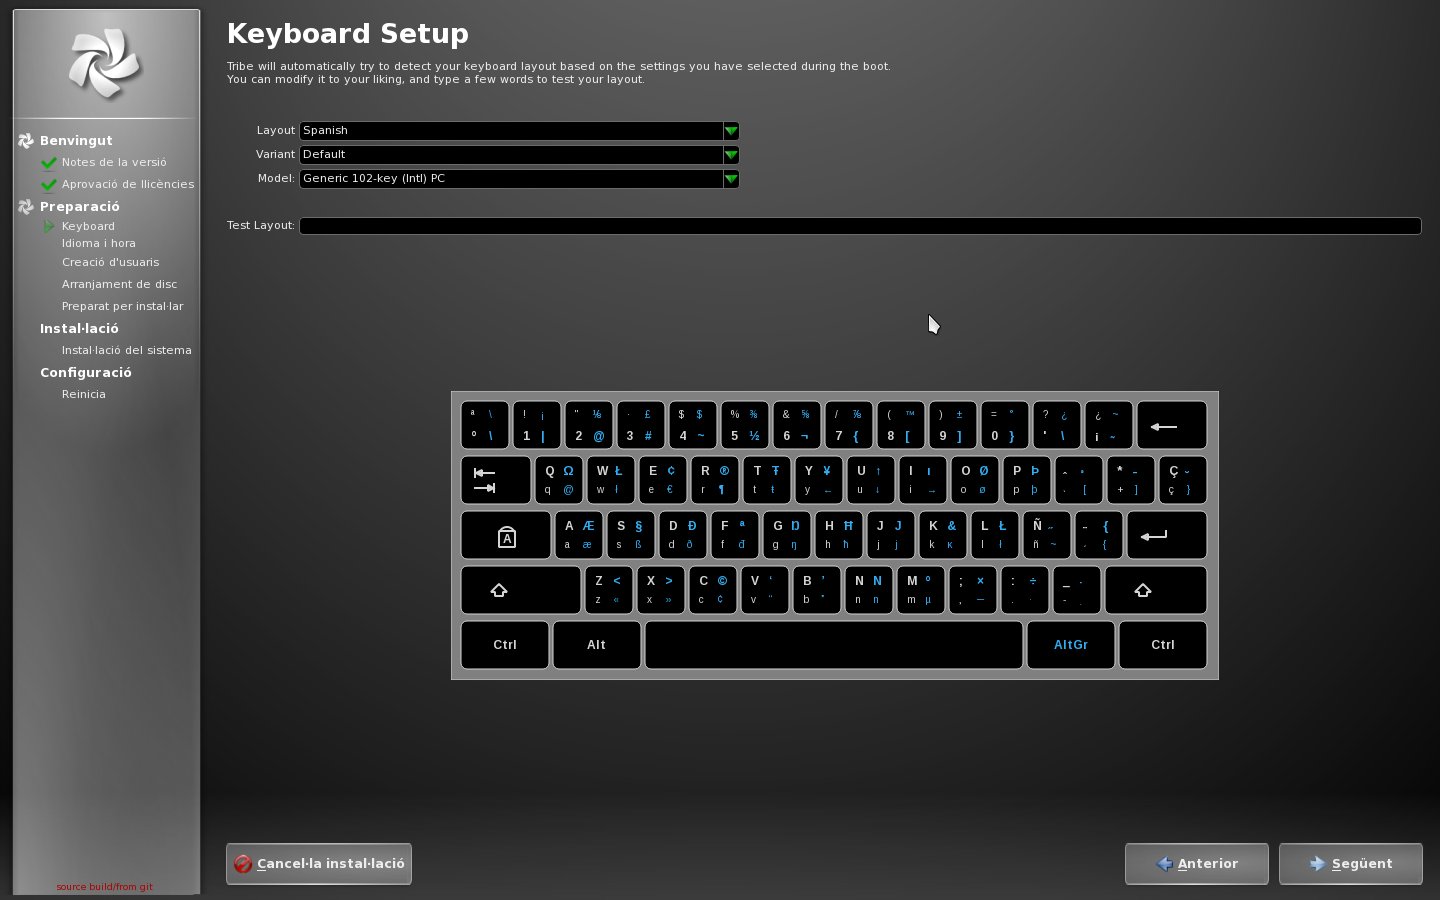 Keyboard Setup
Tribe will automatically try to detect your keyboard layout based on the settings you have selected during the boot.
You can modify it to your liking, and type a few words to test your layout.
Layout Spanish
Variant Default
Model: Generic 102-key (Intl) PC
Test Layout:
Benvingut
Notes de la versió
Aprovació de llicències
Preparació
Keyboard
Idioma i hora
Creació d'usuaris
Arranjament de disc
Preparat per instal·lar
Instal·lació
Instal·lació del sistema
Configuració
Reinicia
source build/from git
ª \ ! ¡ " ⅛ · £ $ $ % ⅜ & ⅝ / ⅞ ( ™ ) ± = ° ? ¿ ¿ ~
º \ 1 | 2 @ 3 # 4 ~ 5 ½ 6 ¬ 7 { 8 [ 9 ] 0 } ' \ ¡ ~
Q Ω W Ł E ¢ R ® T Ŧ Y ¥ U ↑ I ı O Ø P Þ ˆ ° * Ç
q @ w ł e € r ¶ t ŧ y ← u ↓ i → o ø p þ [ + ] ç }
A Æ S § D Ð F ª G Ŋ H Ħ J J K & L Ł Ñ {
A a æ s ß d ð f đ g ŋ h ħ j j k ĸ l ł ñ ~ {
Z < X > C © V ‘ B ’ N N M º ; × : ÷ _
z « x » c ¢ v “ b ” n n m µ , ─ . · -
Ctrl Alt AltGr Ctrl
Cancel·la instal·lació Anterior Següent